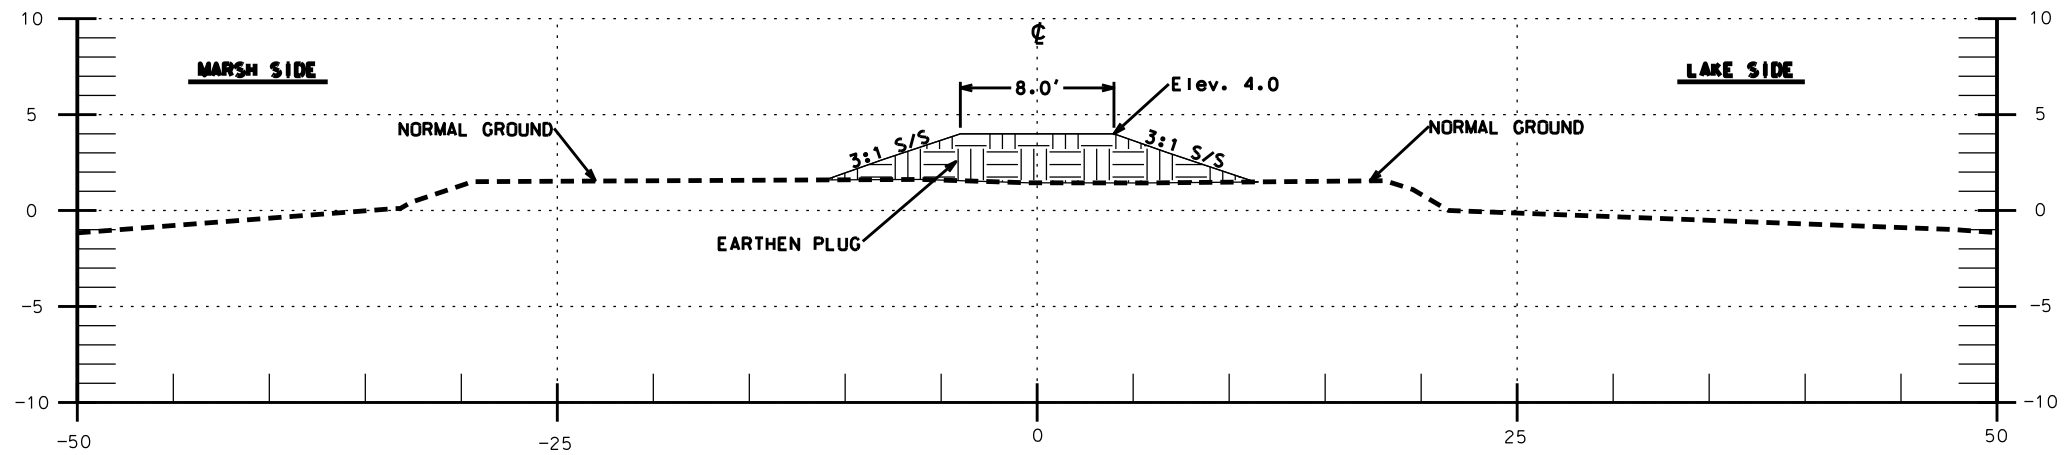 10
℄
10
MARSH SIDE
LAKE SIDE
8.0'
Elev. 4.0
5
5
NORMAL GROUND
3:1 S/S
3:1 S/S
NORMAL GROUND
0
0
EARTHEN PLUG
-5
-5
-10
-10
-50
-25
0
25
50